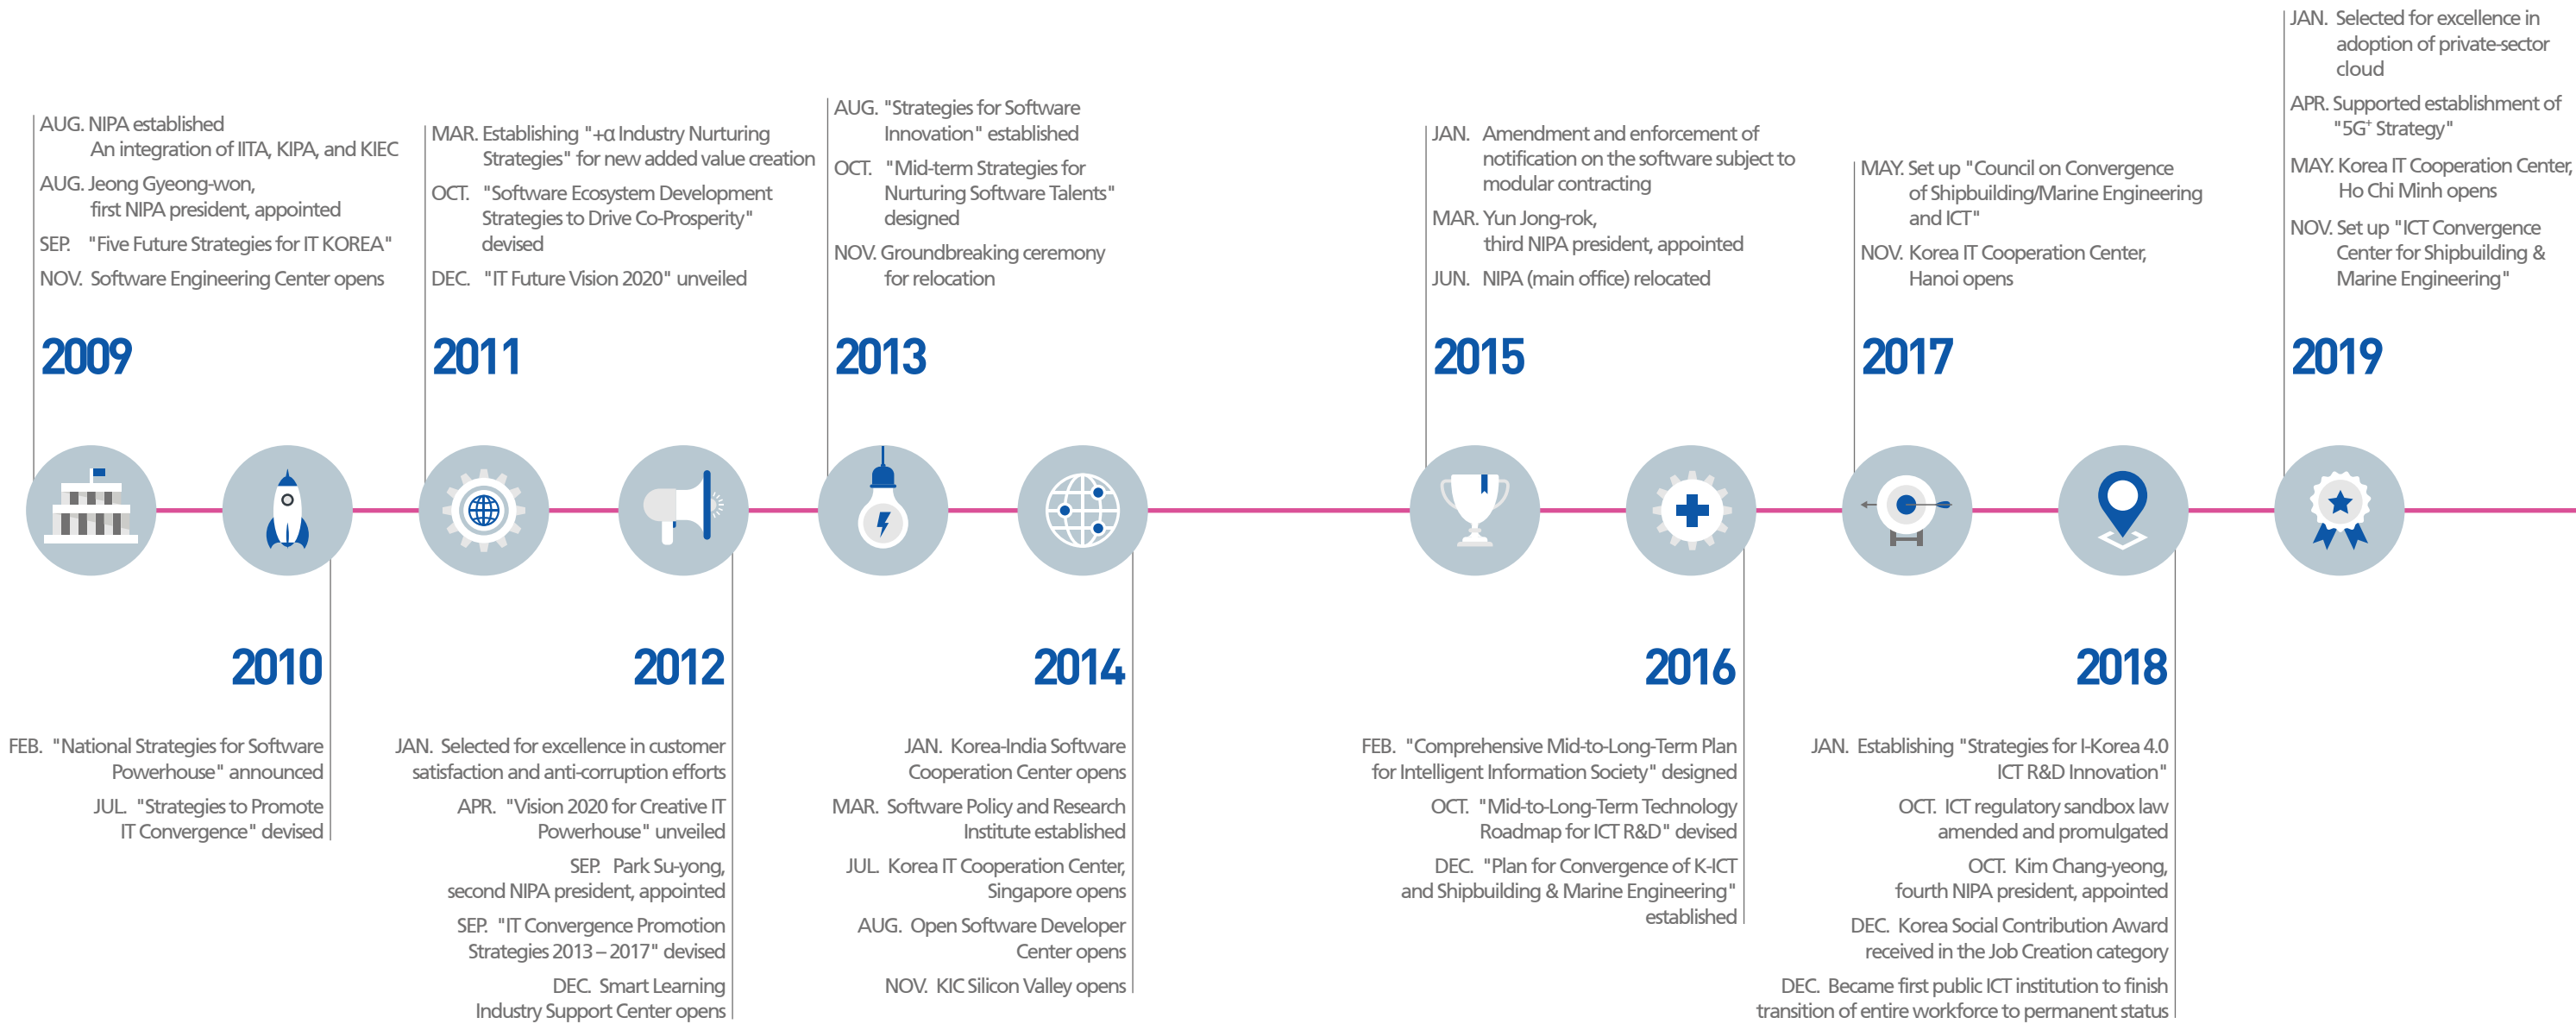 AUG. NIPA established
An integration of IITA, KIPA, and KIEC
AUG. Jeong Gyeong-won,
first NIPA president, appointed
SEP. "Five Future Strategies for IT KOREA"
NOV. Software Engineering Center opens
2009
FEB. "National Strategies for Software
Powerhouse" announced
JUL. "Strategies to Promote
IT Convergence" devised
2010
MAR. Establishing "+α Industry Nurturing
Strategies" for new added value creation
OCT. "Software Ecosystem Development
Strategies to Drive Co-Prosperity"
devised
DEC. "IT Future Vision 2020" unveiled
2011
2012
JAN. Selected for excellence in customer
satisfaction and anti-corruption efforts
APR. "Vision 2020 for Creative IT
Powerhouse" unveiled
SEP. Park Su-yong,
second NIPA president, appointed
SEP. "IT Convergence Promotion
Strategies 2013 – 2017" devised
DEC. Smart Learning
Industry Support Center opens
AUG. "Strategies for Software
Innovation" established
OCT. "Mid-term Strategies for
Nurturing Software Talents"
designed
NOV. Groundbreaking ceremony
for relocation
2013
2014
JAN. Korea-India Software
Cooperation Center opens
MAR. Software Policy and Research
Institute established
JUL. Korea IT Cooperation Center,
Singapore opens
AUG. Open Software Developer
Center opens
NOV. KIC Silicon Valley opens
JAN. Amendment and enforcement of
notification on the software subject to
modular contracting
MAR. Yun Jong-rok,
third NIPA president, appointed
JUN. NIPA (main office) relocated
2015
2016
FEB. "Comprehensive Mid-to-Long-Term Plan
for Intelligent Information Society" designed
OCT. "Mid-to-Long-Term Technology
Roadmap for ICT R&D" devised
DEC. "Plan for Convergence of K-ICT
and Shipbuilding & Marine Engineering"
established
MAY. Set up "Council on Convergence
of Shipbuilding/Marine Engineering
and ICT"
NOV. Korea IT Cooperation Center,
Hanoi opens
2017
2018
JAN. Establishing "Strategies for I-Korea 4.0
ICT R&D Innovation"
OCT. ICT regulatory sandbox law
amended and promulgated
OCT. Kim Chang-yeong,
fourth NIPA president, appointed
DEC. Korea Social Contribution Award
received in the Job Creation category
DEC. Became first public ICT institution to finish
transition of entire workforce to permanent status
JAN. Selected for excellence in
adoption of private-sector
cloud
APR. Supported establishment of
"5G⁺ Strategy"
MAY. Korea IT Cooperation Center,
Ho Chi Minh opens
NOV. Set up "ICT Convergence
Center for Shipbuilding &
Marine Engineering"
2019